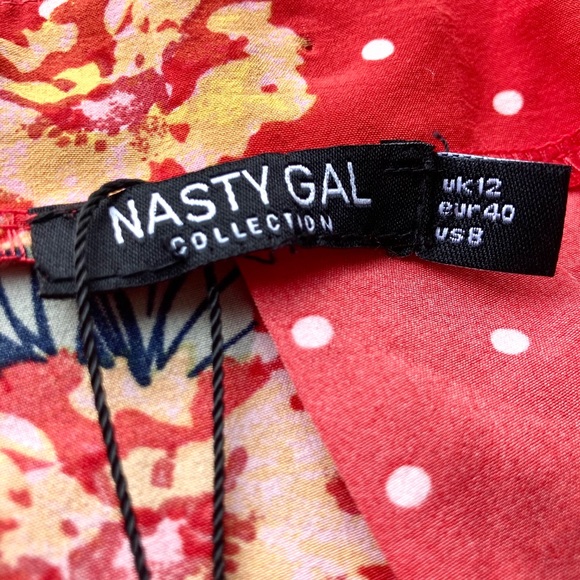 NASTY GAL
COLLECTION
uk12
eur40
us8